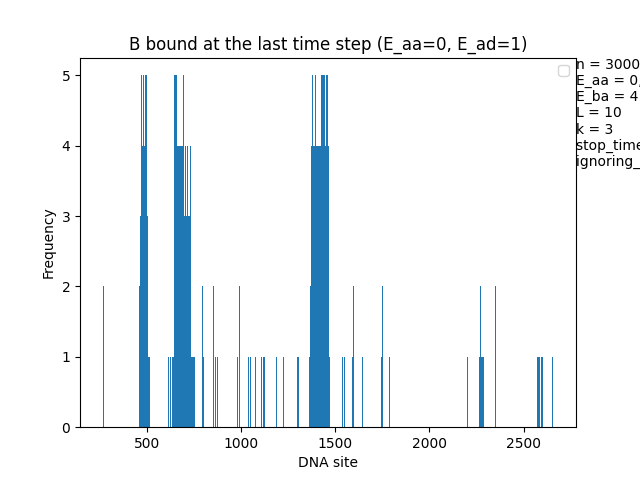 B bound at the last time step (E_aa=0, E_ad=1)
n = 3000
E_aa = 0,
E_ba = 4
L = 10
k = 3
stop_time
ignoring_
Frequency
5
4
3
2
1
0
500
1000
1500
2000
2500
DNA site